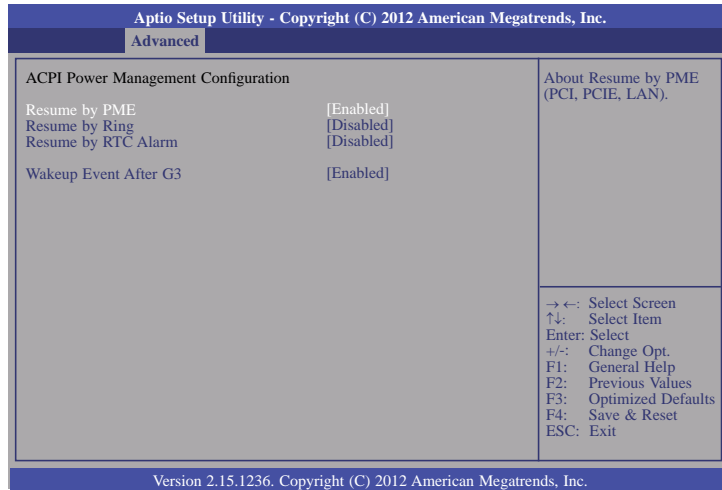 Aptio Setup Utility - Copyright (C) 2012 American Megatrends, Inc.
Advanced
ACPI Power Management Configuration
Resume by PME [Enabled]
Resume by Ring [Disabled]
Resume by RTC Alarm [Disabled]
Wakeup Event After G3 [Enabled]
About Resume by PME
(PCI, PCIE, LAN).
→ ←: Select Screen
↑↓: Select Item
Enter: Select
+/-: Change Opt.
F1: General Help
F2: Previous Values
F3: Optimized Defaults
F4: Save & Reset
ESC: Exit
Version 2.15.1236. Copyright (C) 2012 American Megatrends, Inc.